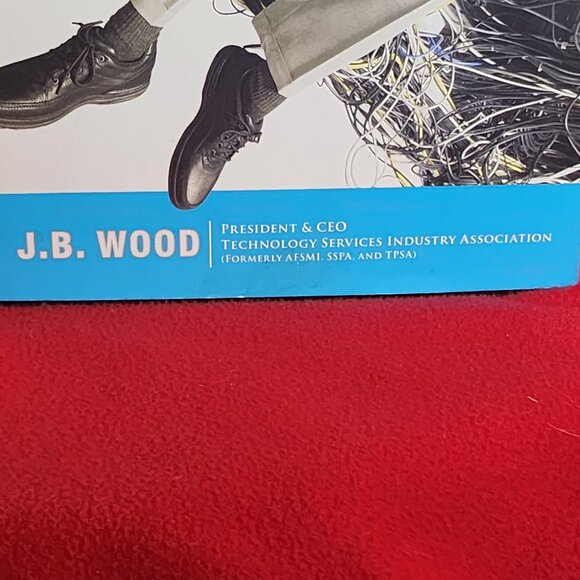 J.B. WOOD
PRESIDENT & CEO
TECHNOLOGY SERVICES INDUSTRY ASSOCIATION
(FORMERLY AFSMI, SSPA, AND TPSA)